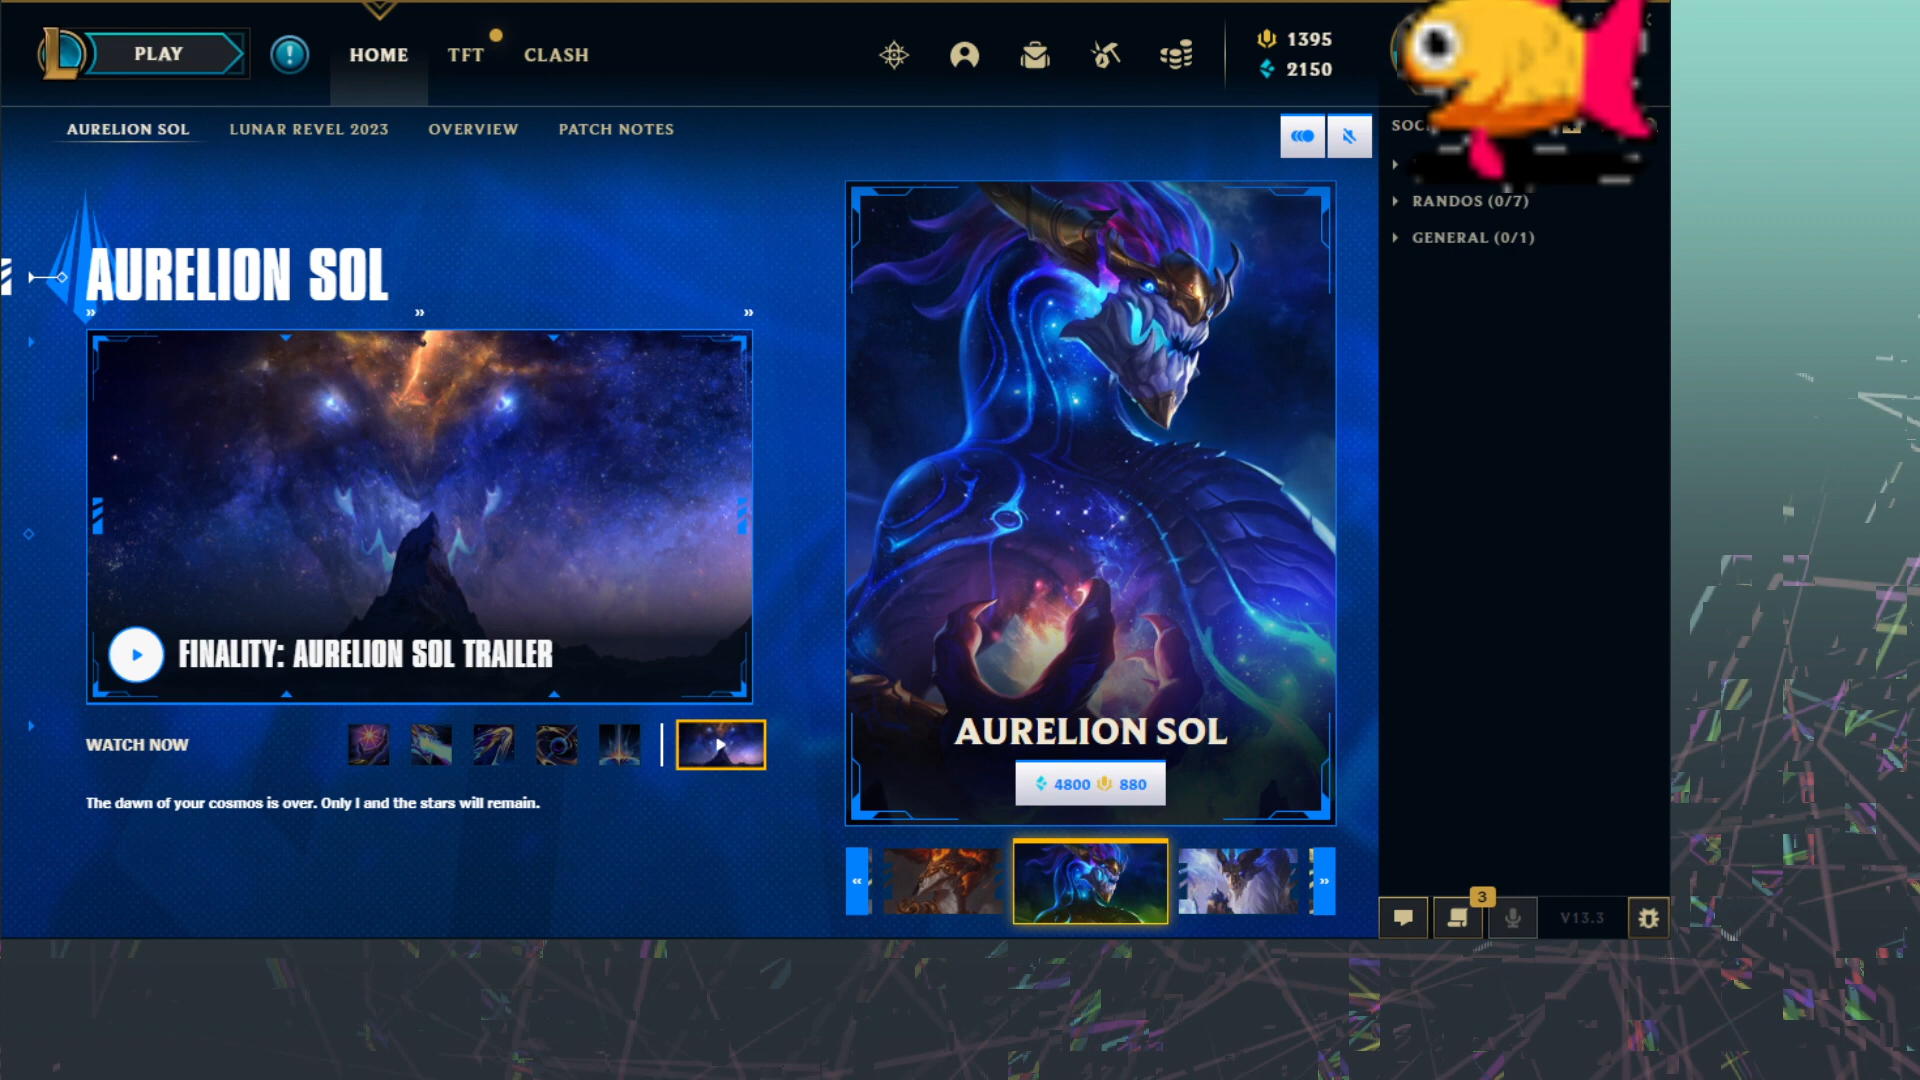 PLAY
HOME
TFT
CLASH
1395
2150
AURELION SOL
LUNAR REVEL 2023
OVERVIEW
PATCH NOTES
RANDOS (0/7)
GENERAL (0/1)
AURELION SOL
FINALITY: AURELION SOL TRAILER
WATCH NOW
The dawn of your cosmos is over. Only I and the stars will remain.
AURELION SOL
4800 880
3
V13.3